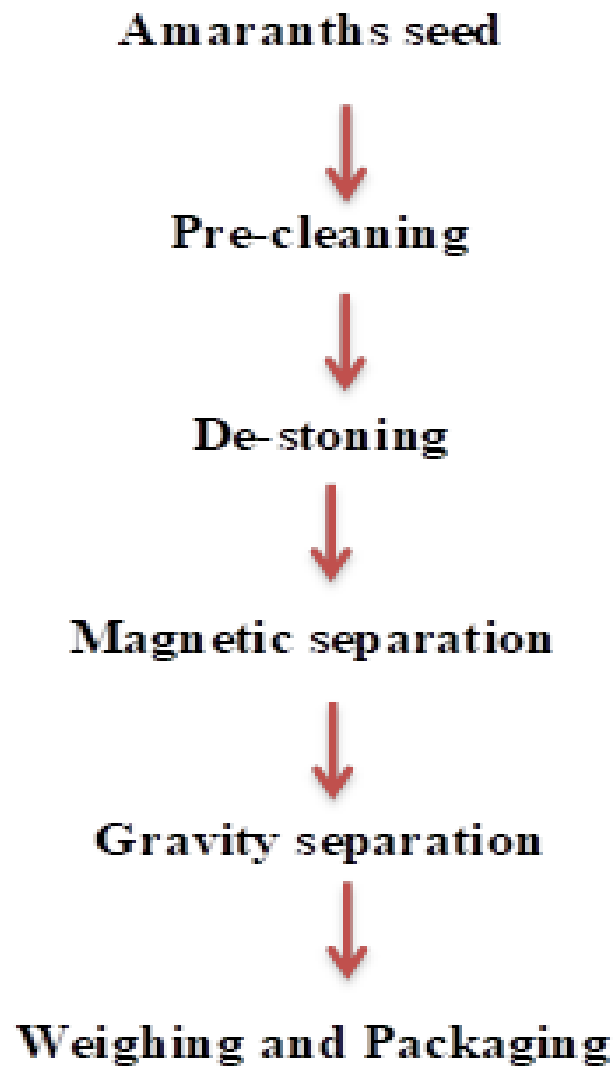 Amaranths seed
Pre-cleaning
De-stoning
Magnetic separation
Gravity separation
Weighing and Packaging